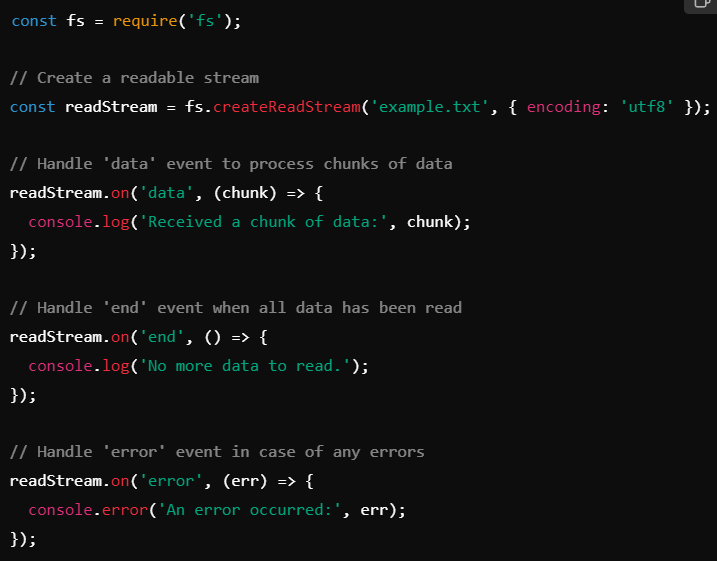 const fs = require('fs');
// Create a readable stream
const readStream = fs.createReadStream('example.txt', { encoding: 'utf8' });
// Handle 'data' event to process chunks of data
readStream.on('data', (chunk) => {
  console.log('Received a chunk of data:', chunk);
});
// Handle 'end' event when all data has been read
readStream.on('end', () => {
  console.log('No more data to read.');
});
// Handle 'error' event in case of any errors
readStream.on('error', (err) => {
  console.error('An error occurred:', err);
});